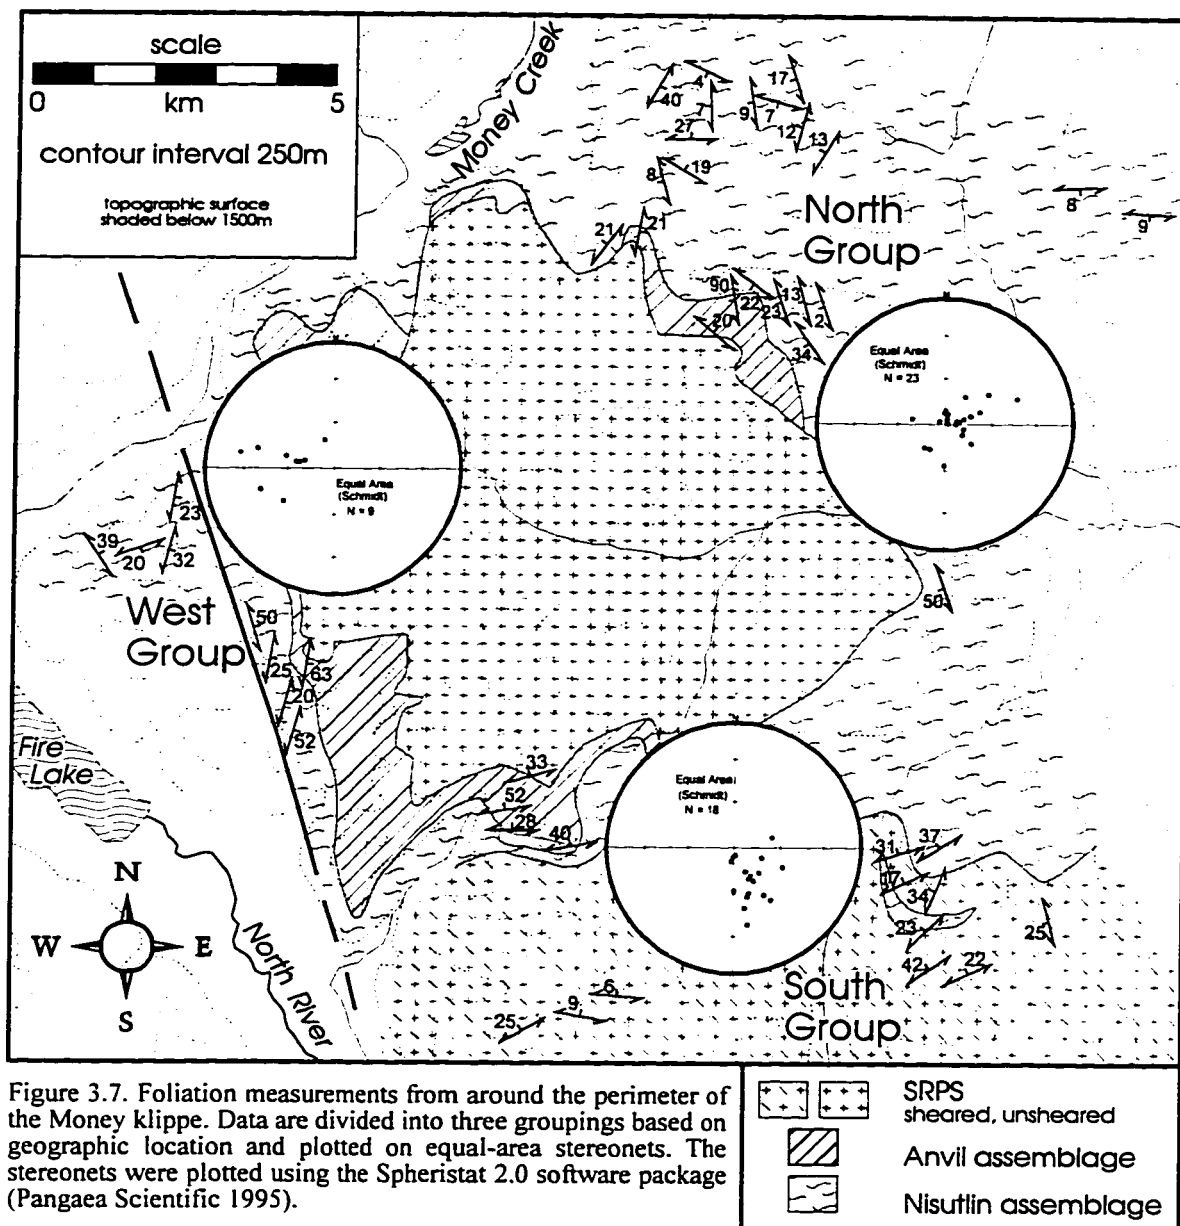 scale
0 km 5
contour interval 250m
topographic surface
shaded below 1500m
Money Creek
40
4
7
27
9
7
17
12
13
8
19
21
21
8
9
North
Group
90
22
20
23
13
2
34
Equal Area
(Schmidt)
N = 23
Equal Area
(Schmidt)
N = 9
23
39
20
32
West
Group
50
25
63
20
52
50
Fire
Lake
33
52
28
40
Equal Area
(Schmidt)
N = 18
31
37
17
34
23
25
42
22
N
W
E
S
North River
6
9
25
South
Group
Figure 3.7. Foliation measurements from around the perimeter of
the Money klippe. Data are divided into three groupings based on
geographic location and plotted on equal-area stereonets. The
stereonets were plotted using the Spheristat 2.0 software package
(Pangaea Scientific 1995).
SRPS
sheared, unsheared
Anvil assemblage
Nisutlin assemblage